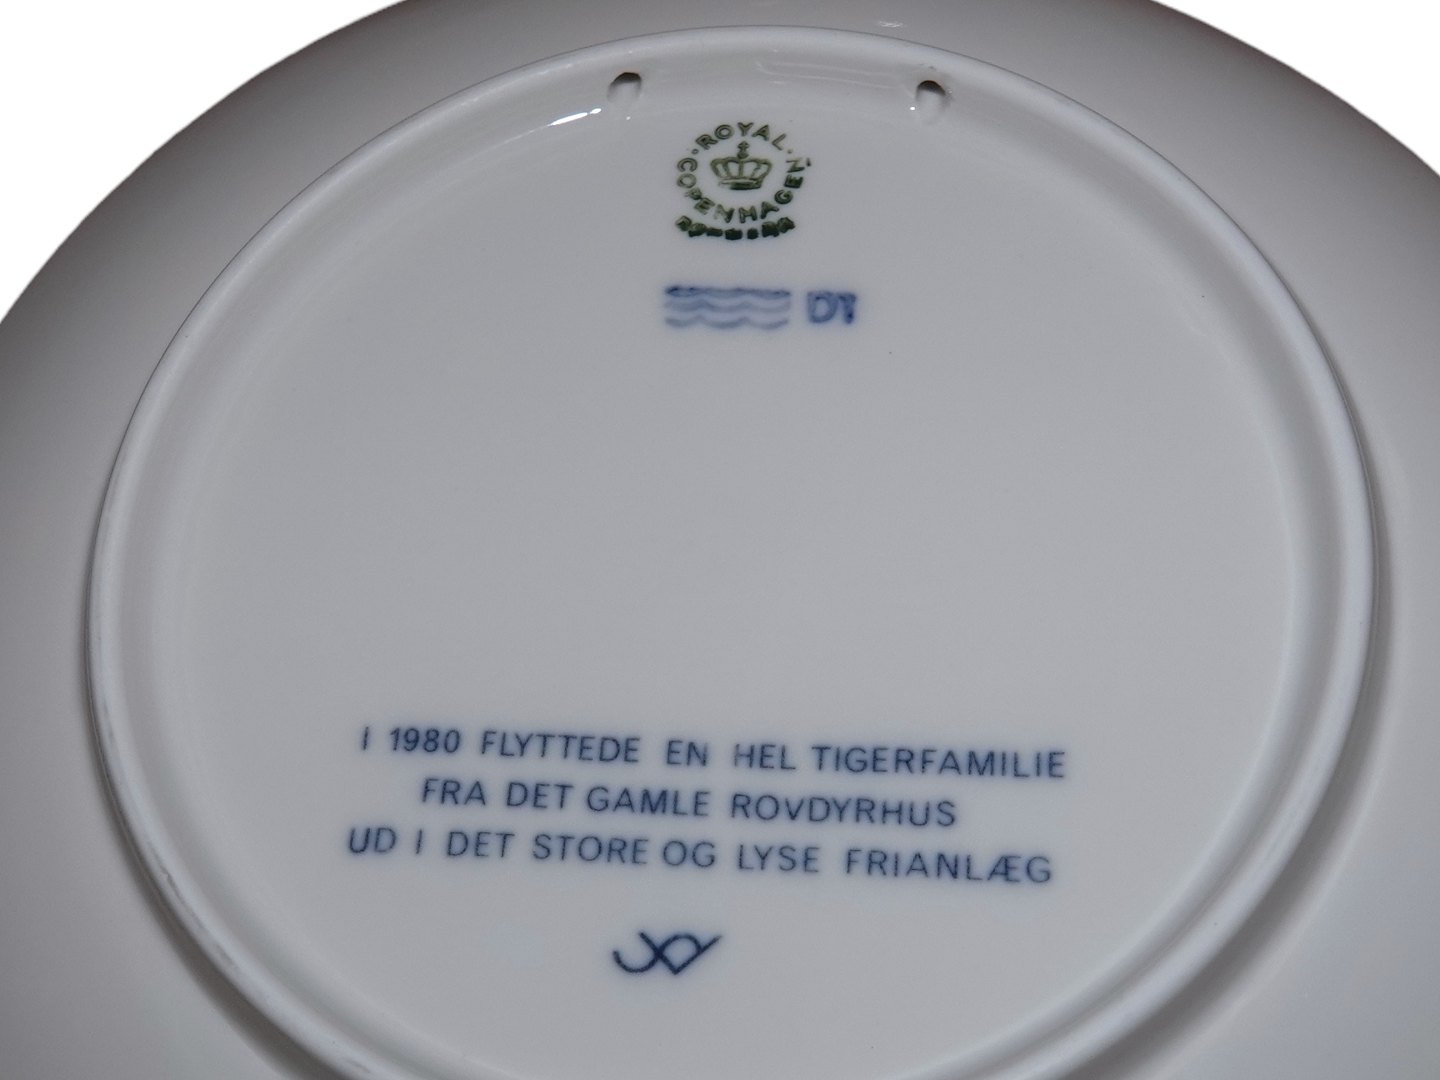 ROYAL
COPENHAGEN
I 1980 FLYTTEDE EN HEL TIGERFAMILIE
FRA DET GAMLE ROVDYRHUS
UD I DET STORE OG LYSE FRIANLÆG